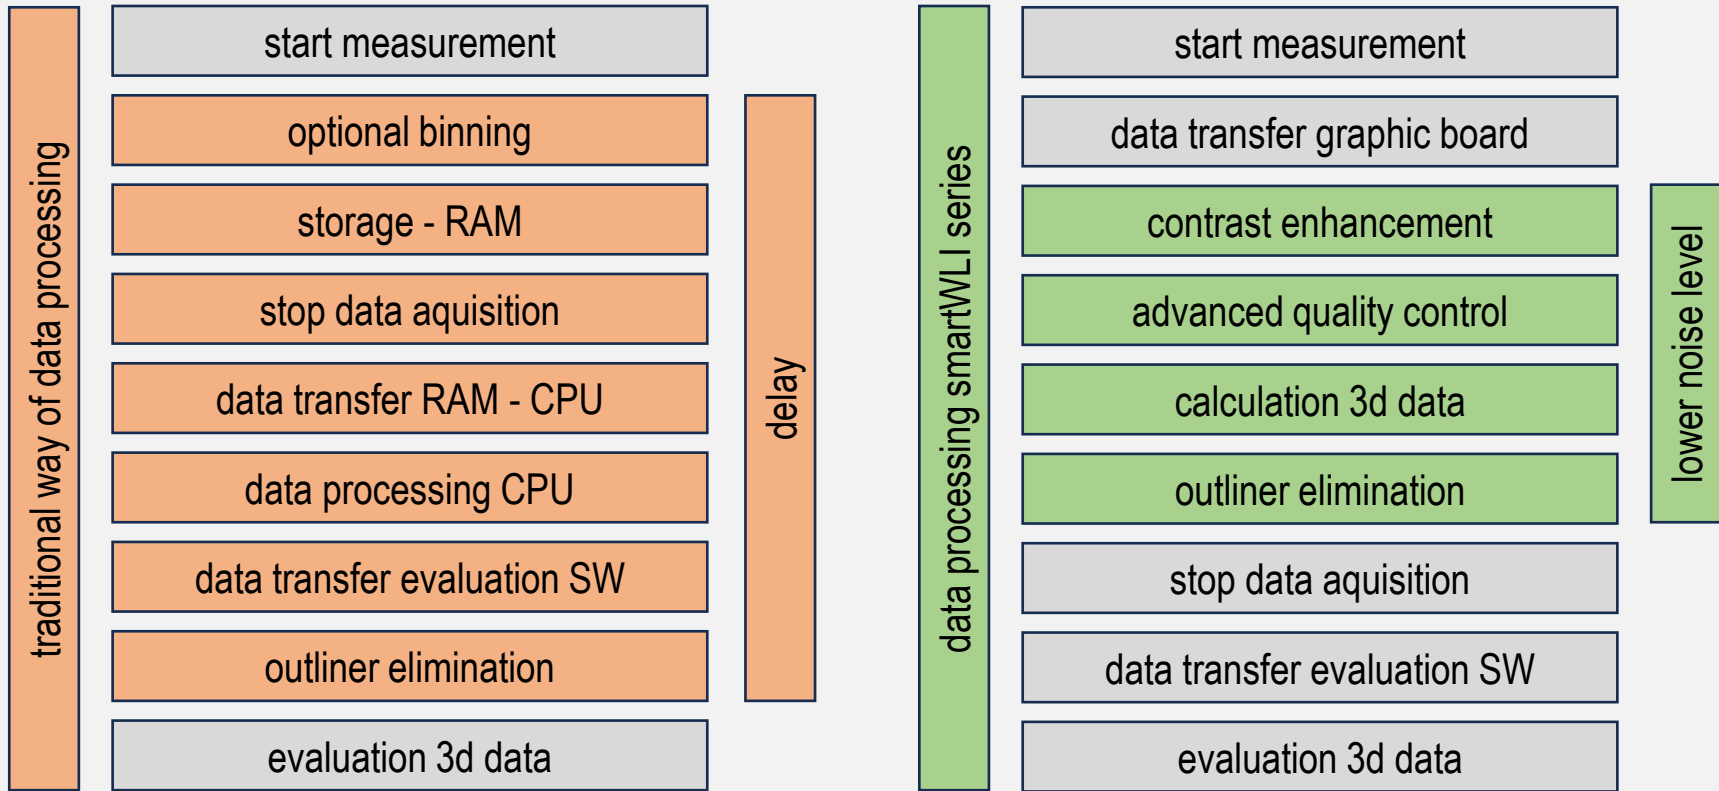 traditional way of data processing
start measurement
optional binning
storage - RAM
stop data aquisition
data transfer RAM - CPU
data processing CPU
data transfer evaluation SW
outliner elimination
evaluation 3d data
delay
data processing smartWLI series
start measurement
data transfer graphic board
contrast enhancement
advanced quality control
calculation 3d data
outliner elimination
stop data aquisition
data transfer evaluation SW
evaluation 3d data
lower noise level